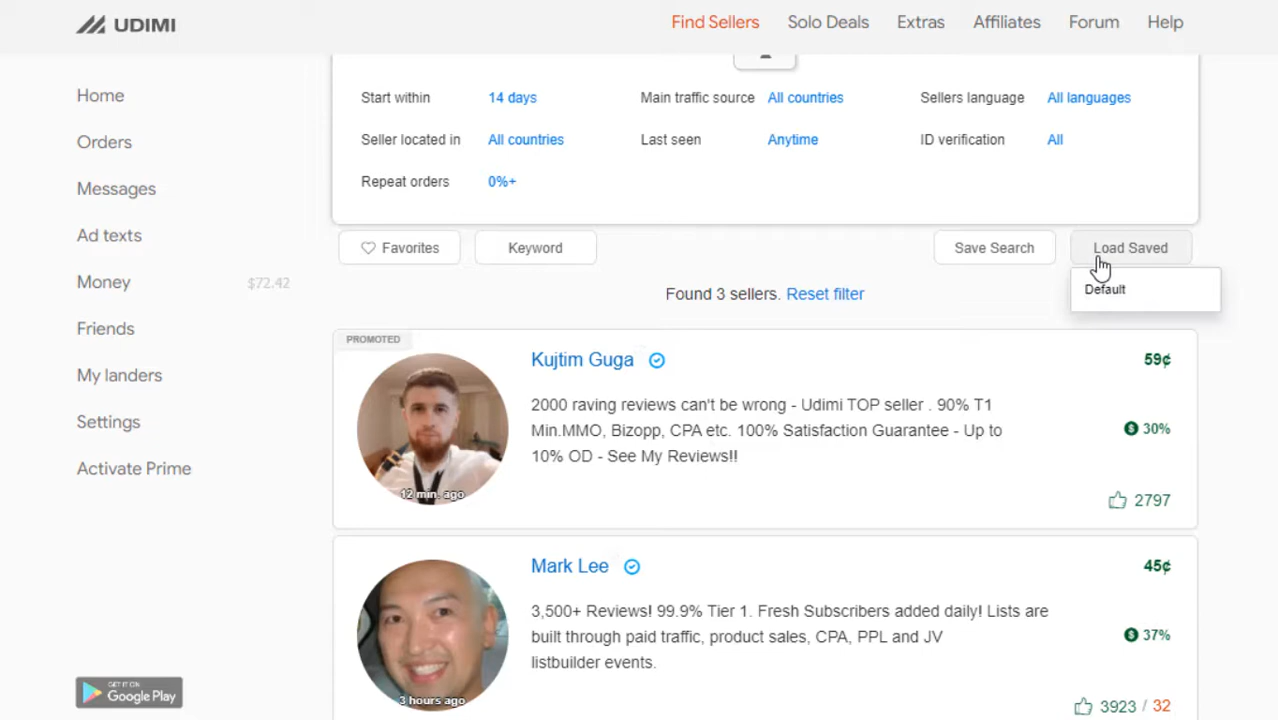 UDIMI
Find Sellers
Solo Deals
Extras
Affiliates
Forum
Help
Home
Orders
Messages
Ad texts
Money $72.42
Friends
My landers
Settings
Activate Prime
GET IT ON
Google Play
Start within 14 days
Main traffic source All countries
Sellers language All languages
Seller located in All countries
Last seen Anytime
ID verification All
Repeat orders 0%+
Favorites
Keyword
Save Search
Load Saved
Default
Found 3 sellers. Reset filter
PROMOTED
Kujtim Guga
59¢
2000 raving reviews can't be wrong - Udimi TOP seller . 90% T1
Min.MMO, Bizopp, CPA etc. 100% Satisfaction Guarantee - Up to
10% OD - See My Reviews!!
30%
12 min. ago
2797
Mark Lee
45¢
3,500+ Reviews! 99.9% Tier 1. Fresh Subscribers added daily! Lists are
built through paid traffic, product sales, CPA, PPL and JV
listbuilder events.
37%
3 hours ago
3923 / 32